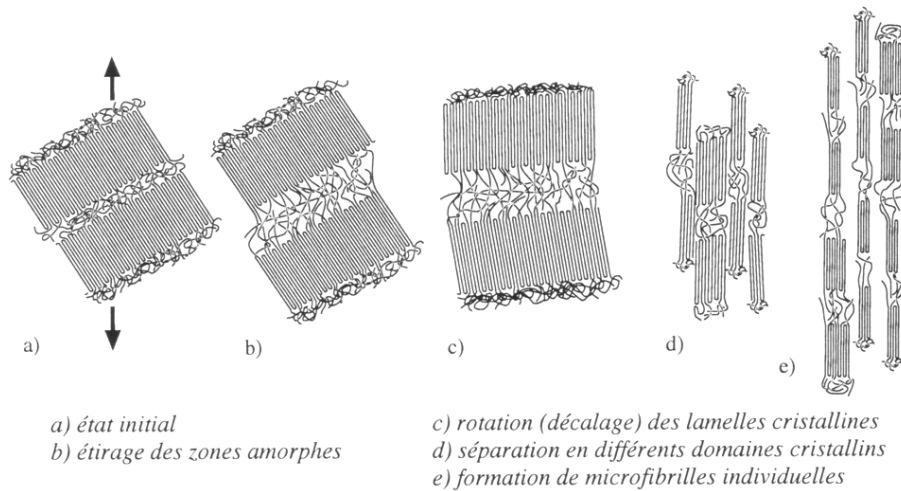 a)
b)
c)
d)
e)
a) état initial
b) étirage des zones amorphes
c) rotation (décalage) des lamelles cristallines
d) séparation en différents domaines cristallins
e) formation de microfibrilles individuelles